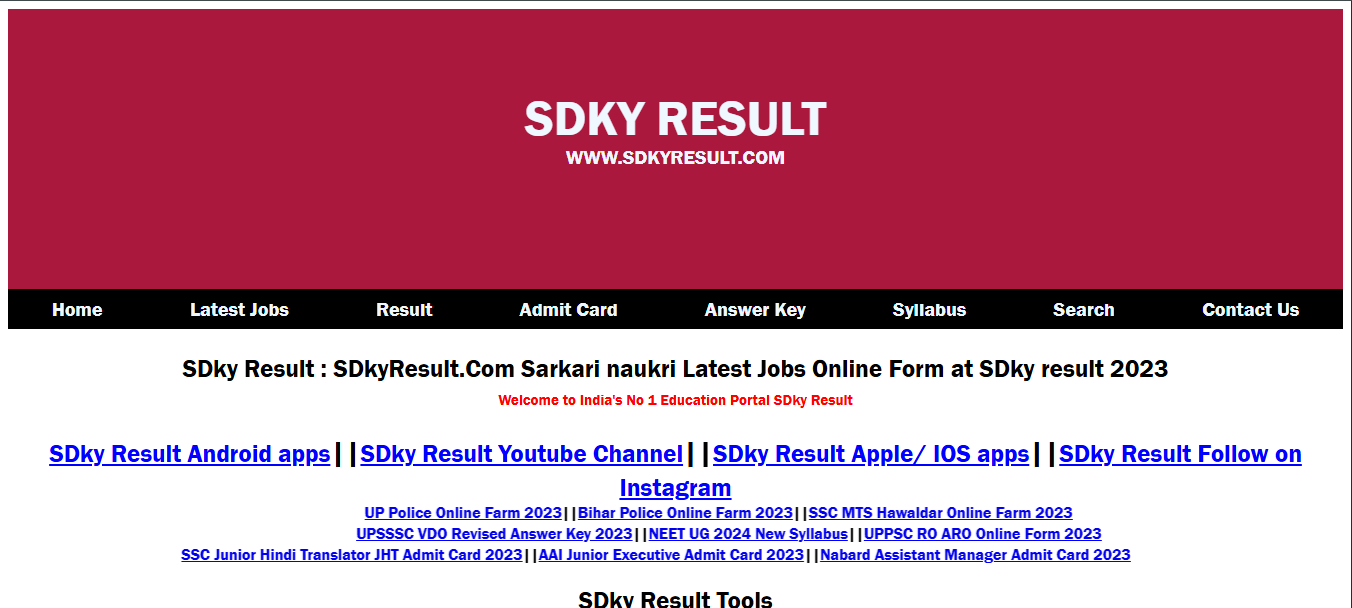 SDKY RESULT
WWW.SDKYRESULT.COM
Home Latest Jobs Result Admit Card Answer Key Syllabus Search Contact Us
SDky Result : SDkyResult.Com Sarkari naukri Latest Jobs Online Form at SDky result 2023
Welcome to India's No 1 Education Portal SDky Result
SDky Result Android apps||SDky Result Youtube Channel||SDky Result Apple/ IOS apps||SDky Result Follow on
Instagram
UP Police Online Farm 2023||Bihar Police Online Farm 2023||SSC MTS Hawaldar Online Farm 2023
UPSSSC VDO Revised Answer Key 2023||NEET UG 2024 New Syllabus||UPPSC RO ARO Online Form 2023
SSC Junior Hindi Translator JHT Admit Card 2023||AAI Junior Executive Admit Card 2023||Nabard Assistant Manager Admit Card 2023
SDky Result Tools